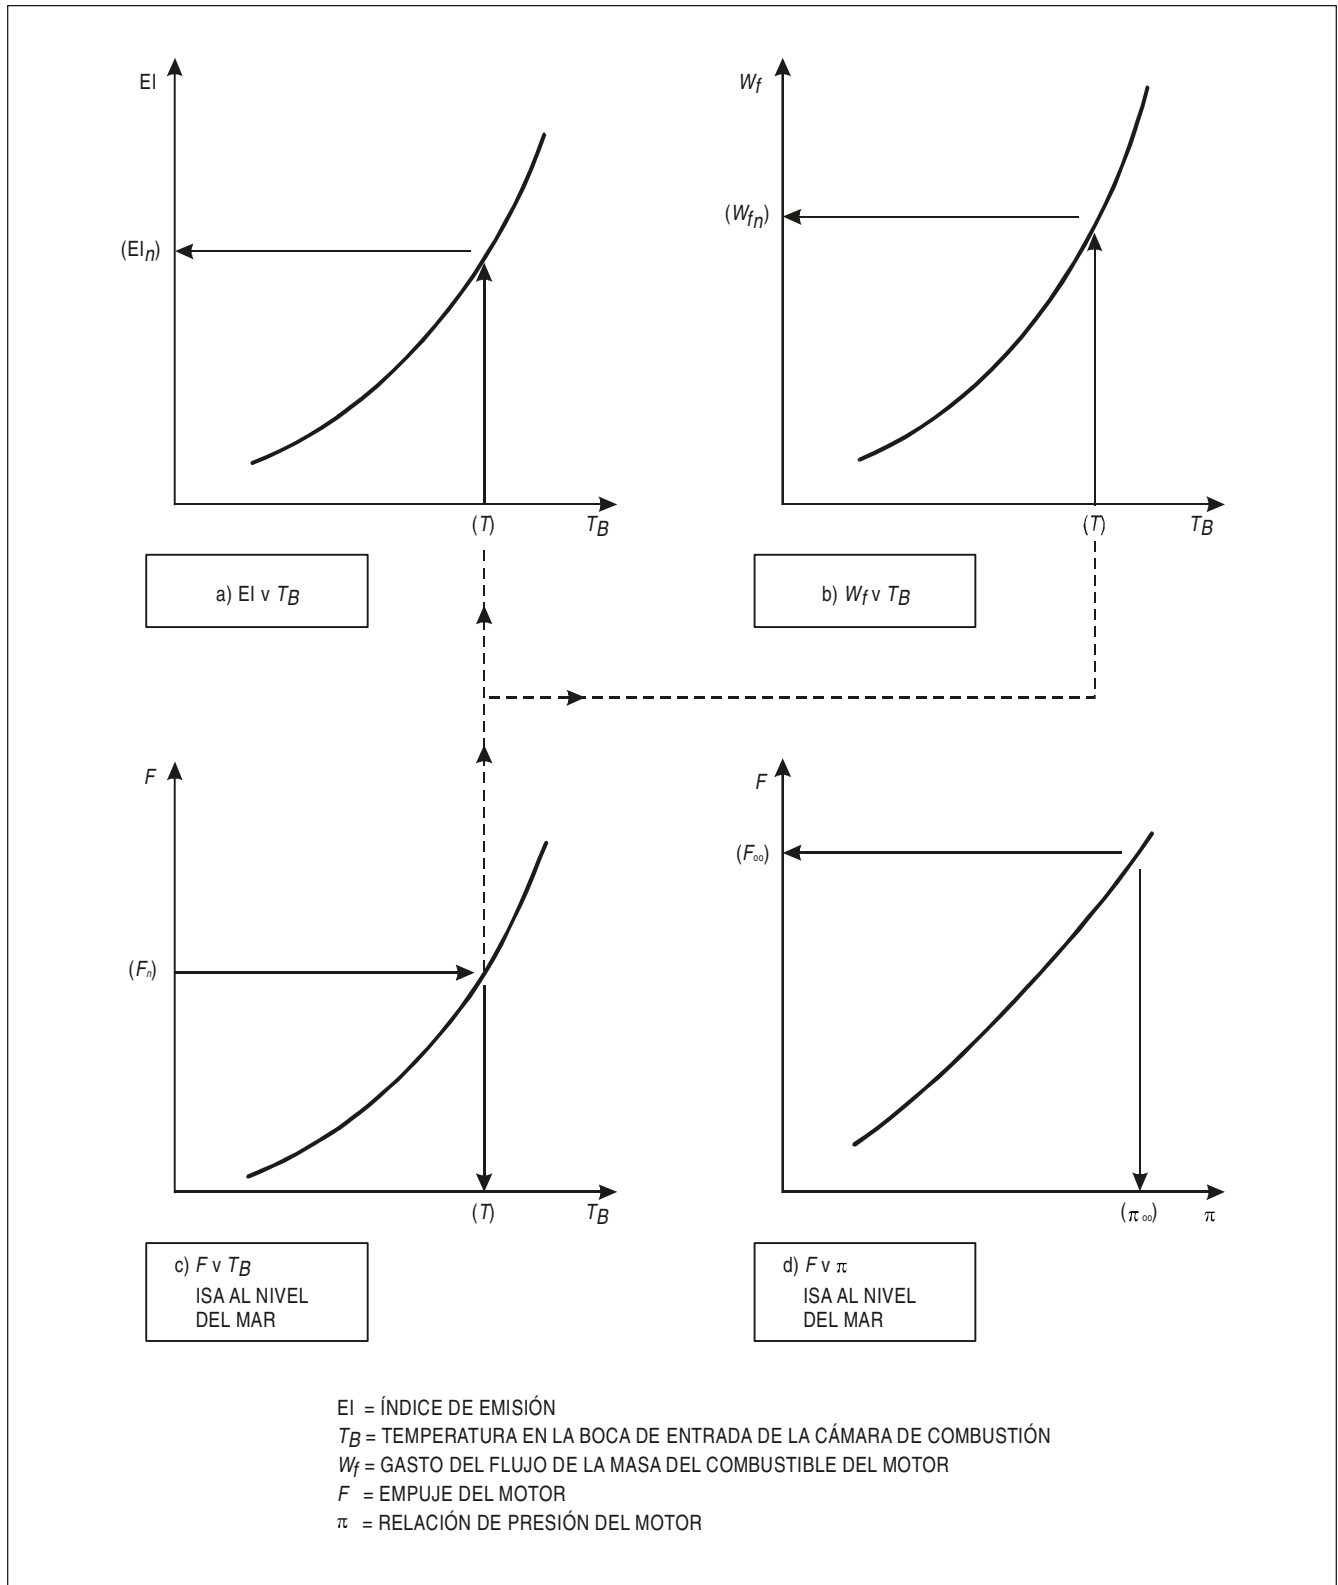 EI
(EIn)
(T)
TB
a) EI v TB
Wf
(Wfn)
(T)
TB
b) Wf v TB
F
(Fn)
(T)
TB
c) F v TB
ISA AL NIVEL
DEL MAR
F
(Foo)
(πoo)
π
d) F v π
ISA AL NIVEL
DEL MAR
EI = ÍNDICE DE EMISIÓN
TB = TEMPERATURA EN LA BOCA DE ENTRADA DE LA CÁMARA DE COMBUSTIÓN
Wf = GASTO DEL FLUJO DE LA MASA DEL COMBUSTIBLE DEL MOTOR
F = EMPUJE DEL MOTOR
π = RELACIÓN DE PRESIÓN DEL MOTOR